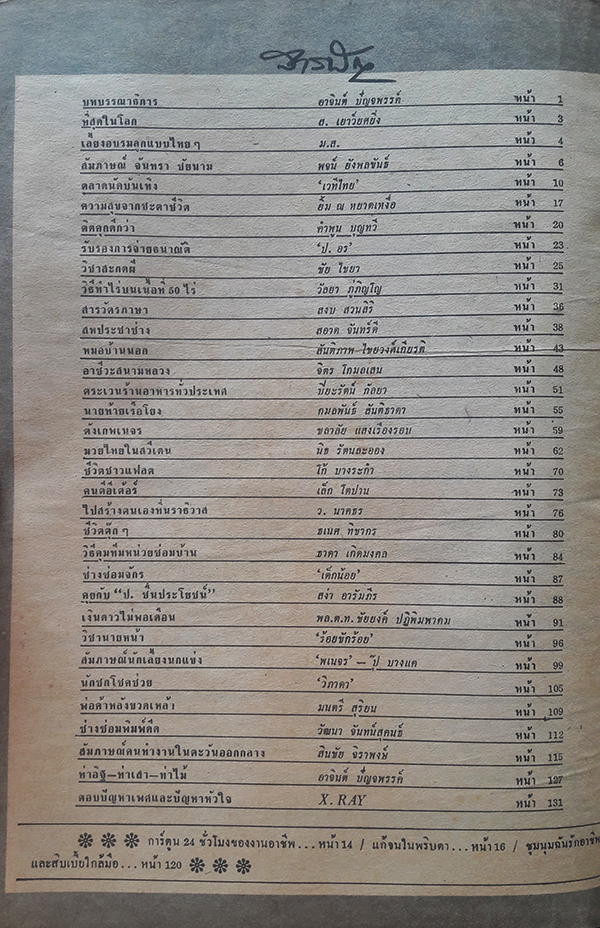 สารบัญ
บทบรรณาธิการ อาจินต์ ปัญจพรรค์ หน้า 1
ที่สุดในโลก ส. เยาว์ยศยิ่ง หน้า 3
เลี้ยงอบรมลูกแบบไทย ๆ ม.ส. หน้า 4
สัมภาษณ์ จันทรา ชัยนาม พจน์ ยังพลขันธ์ หน้า 6
ตลาดนัดบันเทิง 'เวทีไทย' หน้า 10
ความสุขจากชะตาชีวิต ยิ้ม ณ หยาดเหงื่อ หน้า 17
ติดคุกดีกว่า คำพูน บุญทวี หน้า 20
รับรองการจ่ายธนาณัติ 'ป. อร' หน้า 23
วิชาสะกดผี ชัย ไชยา หน้า 25
วิธีทำไร่บนเนื้อที่ 50 ไร่ วัลยา ภู่ภิญโญ หน้า 31
สารวัตรภาษา สงบ สวนสิริ หน้า 36
สหประชาช่าง สอาด จันทร์ดี หน้า 38
หมอบ้านนอก สันติภาพ ไชยวงศ์เกียรติ หน้า 43
อาชีวะสนามหลวง จิตร โกมลเสน หน้า 48
ตระเวนร้านอาหารทั่วประเทศ ปิยะรัตน์ กัลยา หน้า 51
นายท้ายเรือโยง กมลพันธ์ สันติธาดา หน้า 55
ดังเกทเนจร ชลาลัย แสงเรืองรอบ หน้า 59
มวยไทยในสวีเดน นิธ รัตนละออง หน้า 62
ชีวิตชาวแฟลต โก้ บางระกำ หน้า 70
คนดีอีเด้อร์ เล็ก โตปาน หน้า 73
ไปสร้างตนเองที่นราธิวาส ว. นาคธร หน้า 76
ชีวิตตุ๊ก ๆ ธเนศ ทิชากร หน้า 80
วิธีคุมทีมหน่วยซ่อมบ้าน ธาดา เกิดมงคล หน้า 84
ช่างซ่อมจักร 'เด็กน้อย' หน้า 87
คุยกับ "ป. ชื่นประโยชน์" สง่า อารัมภีร หน้า 88
เงินดาวไม่พอเดือน พล.ต.ท. ชัยยงค์ ปฏิพิมพาคม หน้า 91
วิชานายหน้า 'ร้อยชักร้อย' หน้า 96
สัมภาษณ์นักเลี้ยงนกแข่ง 'พเนจร' — ปุ๊ บางแค หน้า 99
นักชกโชคช่วย 'วิภาดา' หน้า 105
พ่อค้าหลังขวดเหล้า มนตรี สุริยน หน้า 109
ช่างซ่อมพิมพ์ดีด วัฒนา จันทน์สุคนธ์ หน้า 112
สัมภาษณ์คนทำงานในตะวันออกกลาง สินชัย จิราพงษ์ หน้า 115
ท่าอิฐ—ท่าเสา—ท่าไม้ อาจินต์ ปัญจพรรค์ หน้า 127
ตอบปัญหาเพศและปัญหาหัวใจ X. RAY หน้า 131
การ์ตูน 24 ชั่วโมงของงานอาชีพ...หน้า 14 / แก้จนในพริบตา...หน้า 16 / ชุมนุมฉันรักอาชีพ
และสิบเบี้ยใกล้มือ...หน้า 120